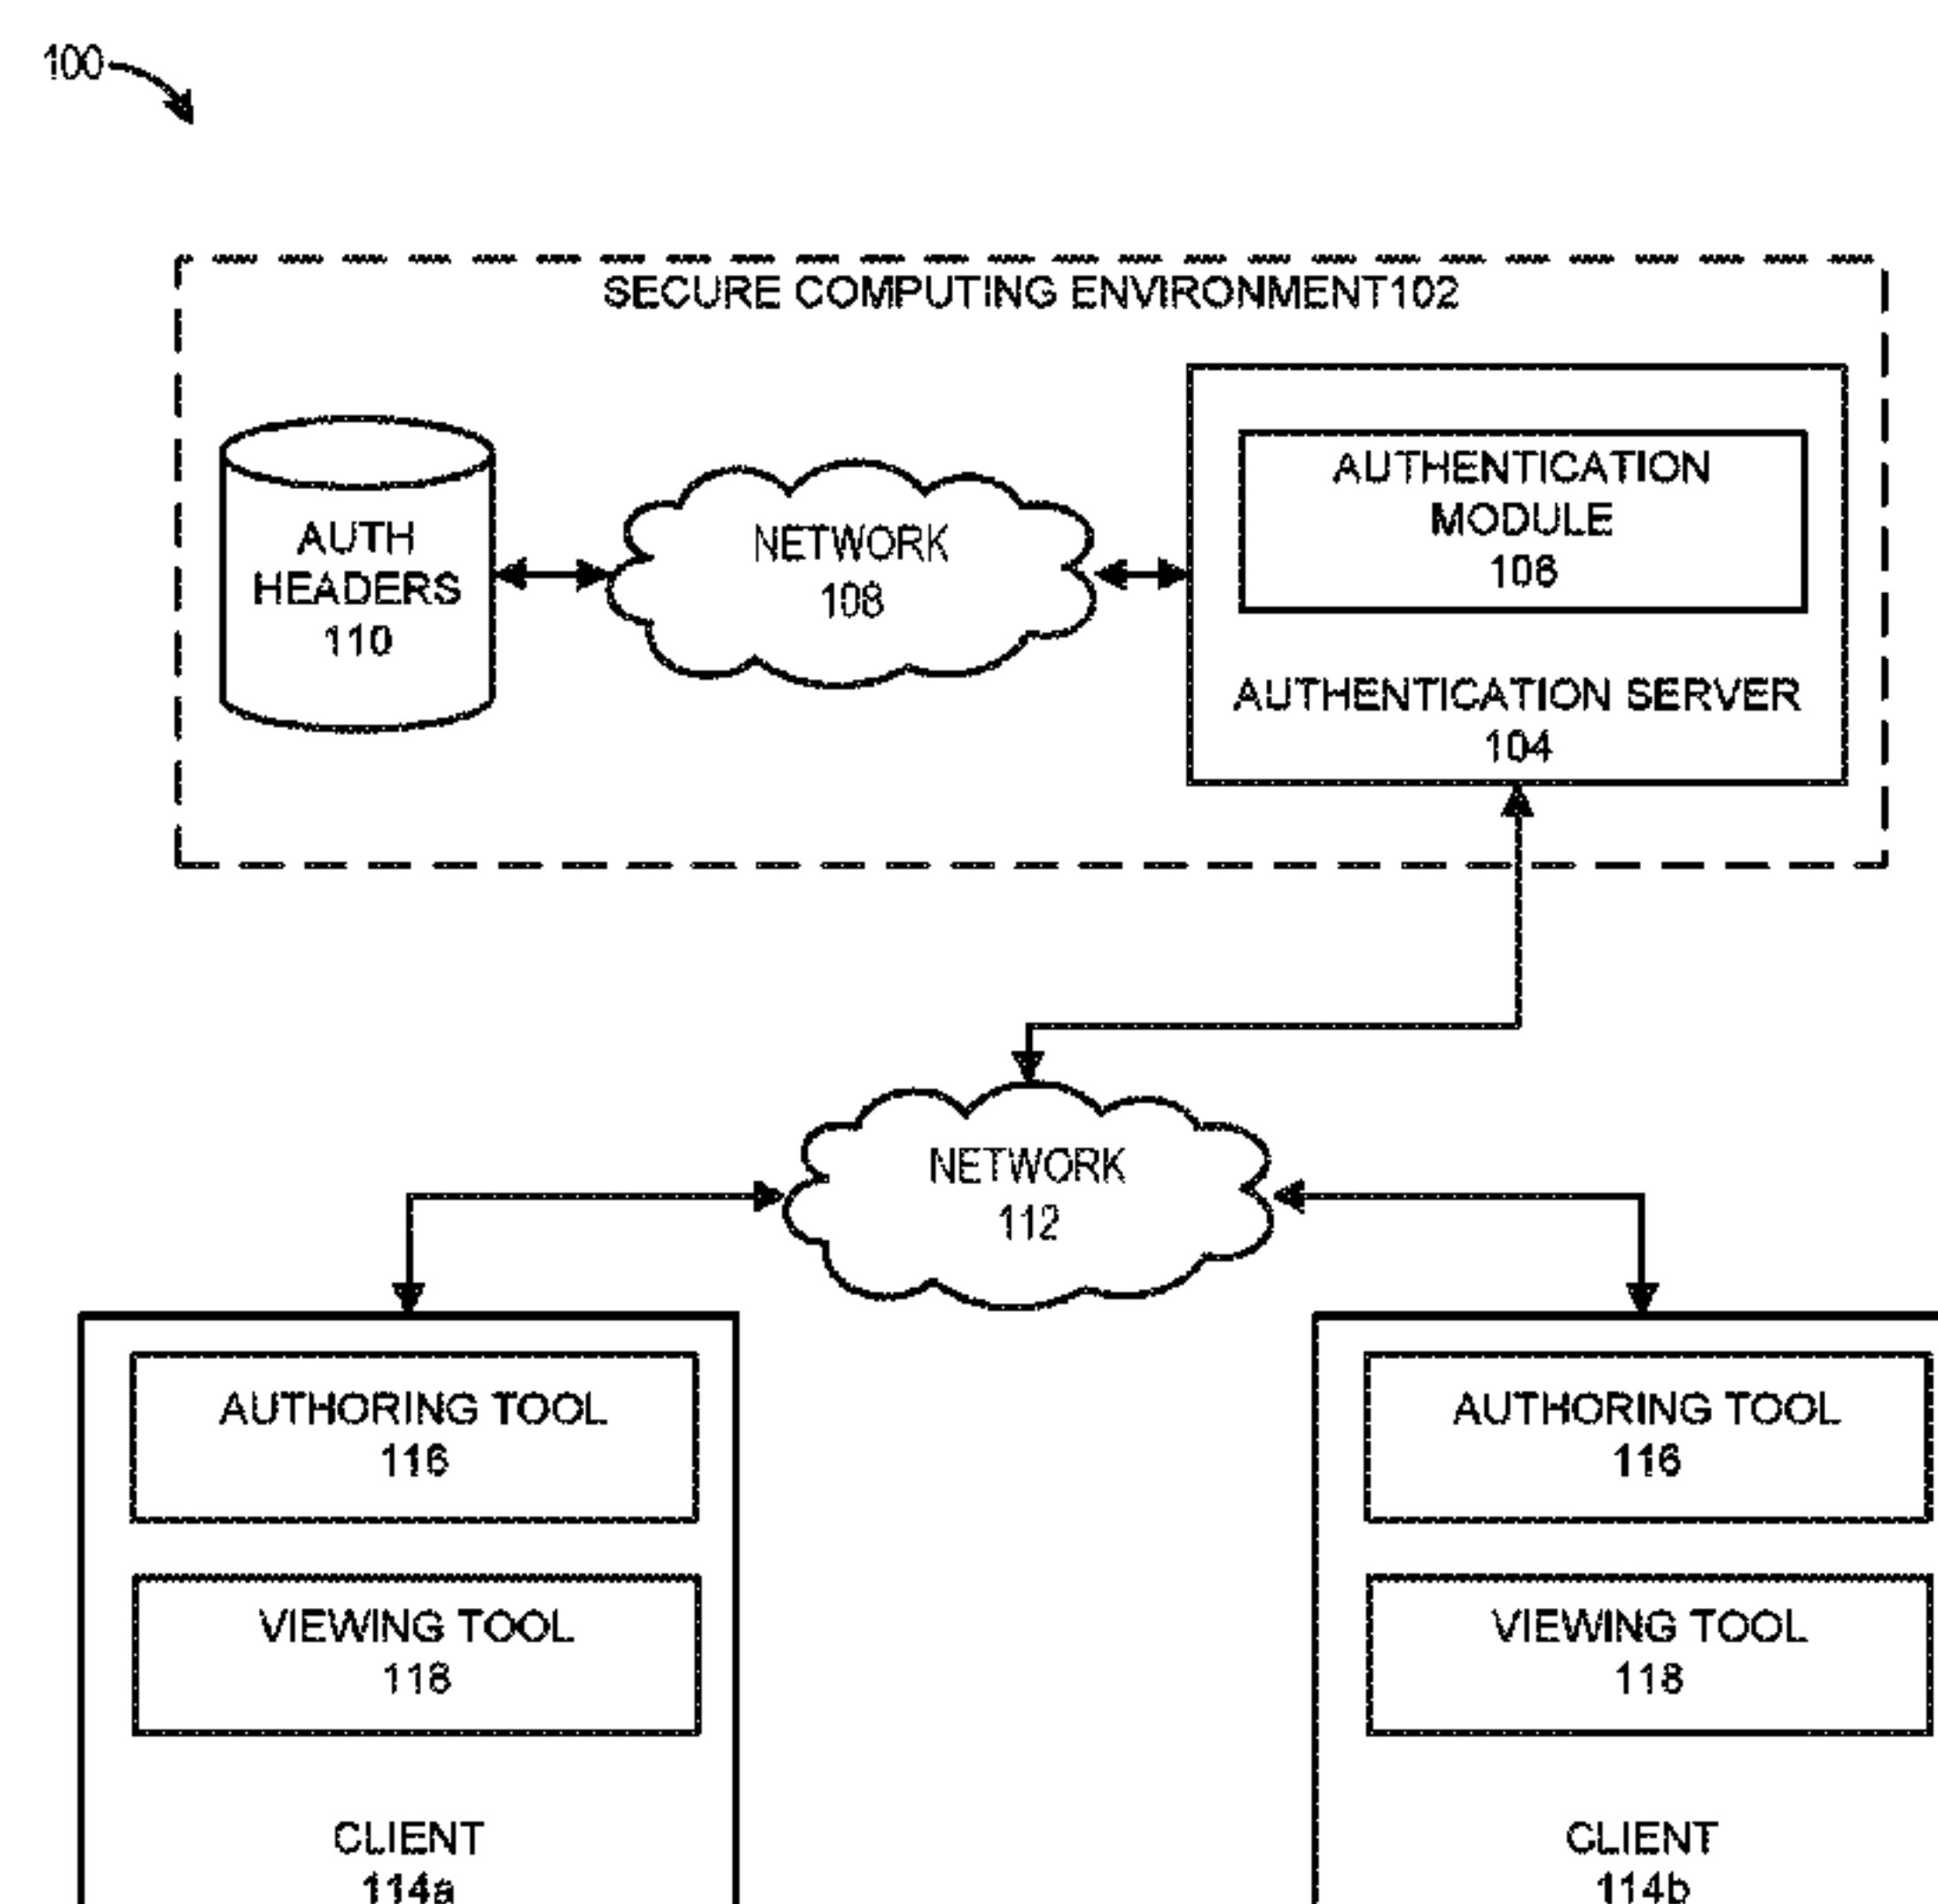 100
SECURE COMPUTING ENVIRONMENT102
AUTH
HEADERS
110
NETWORK
108
AUTHENTICATION
MODULE
106
AUTHENTICATION SERVER
104
NETWORK
112
AUTHORING TOOL
116
VIEWING TOOL
118
CLIENT
114a
AUTHORING TOOL
116
VIEWING TOOL
118
CLIENT
114b